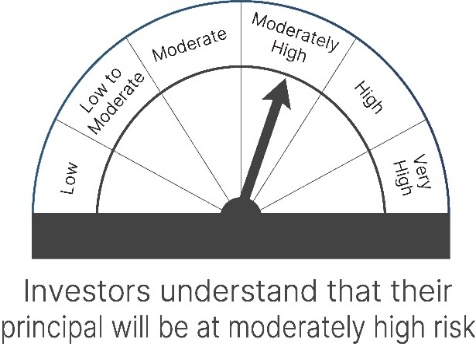 Low
Low to
Moderate
Moderate
Moderately
High
High
Very
High
Investors understand that their
principal will be at moderately high risk